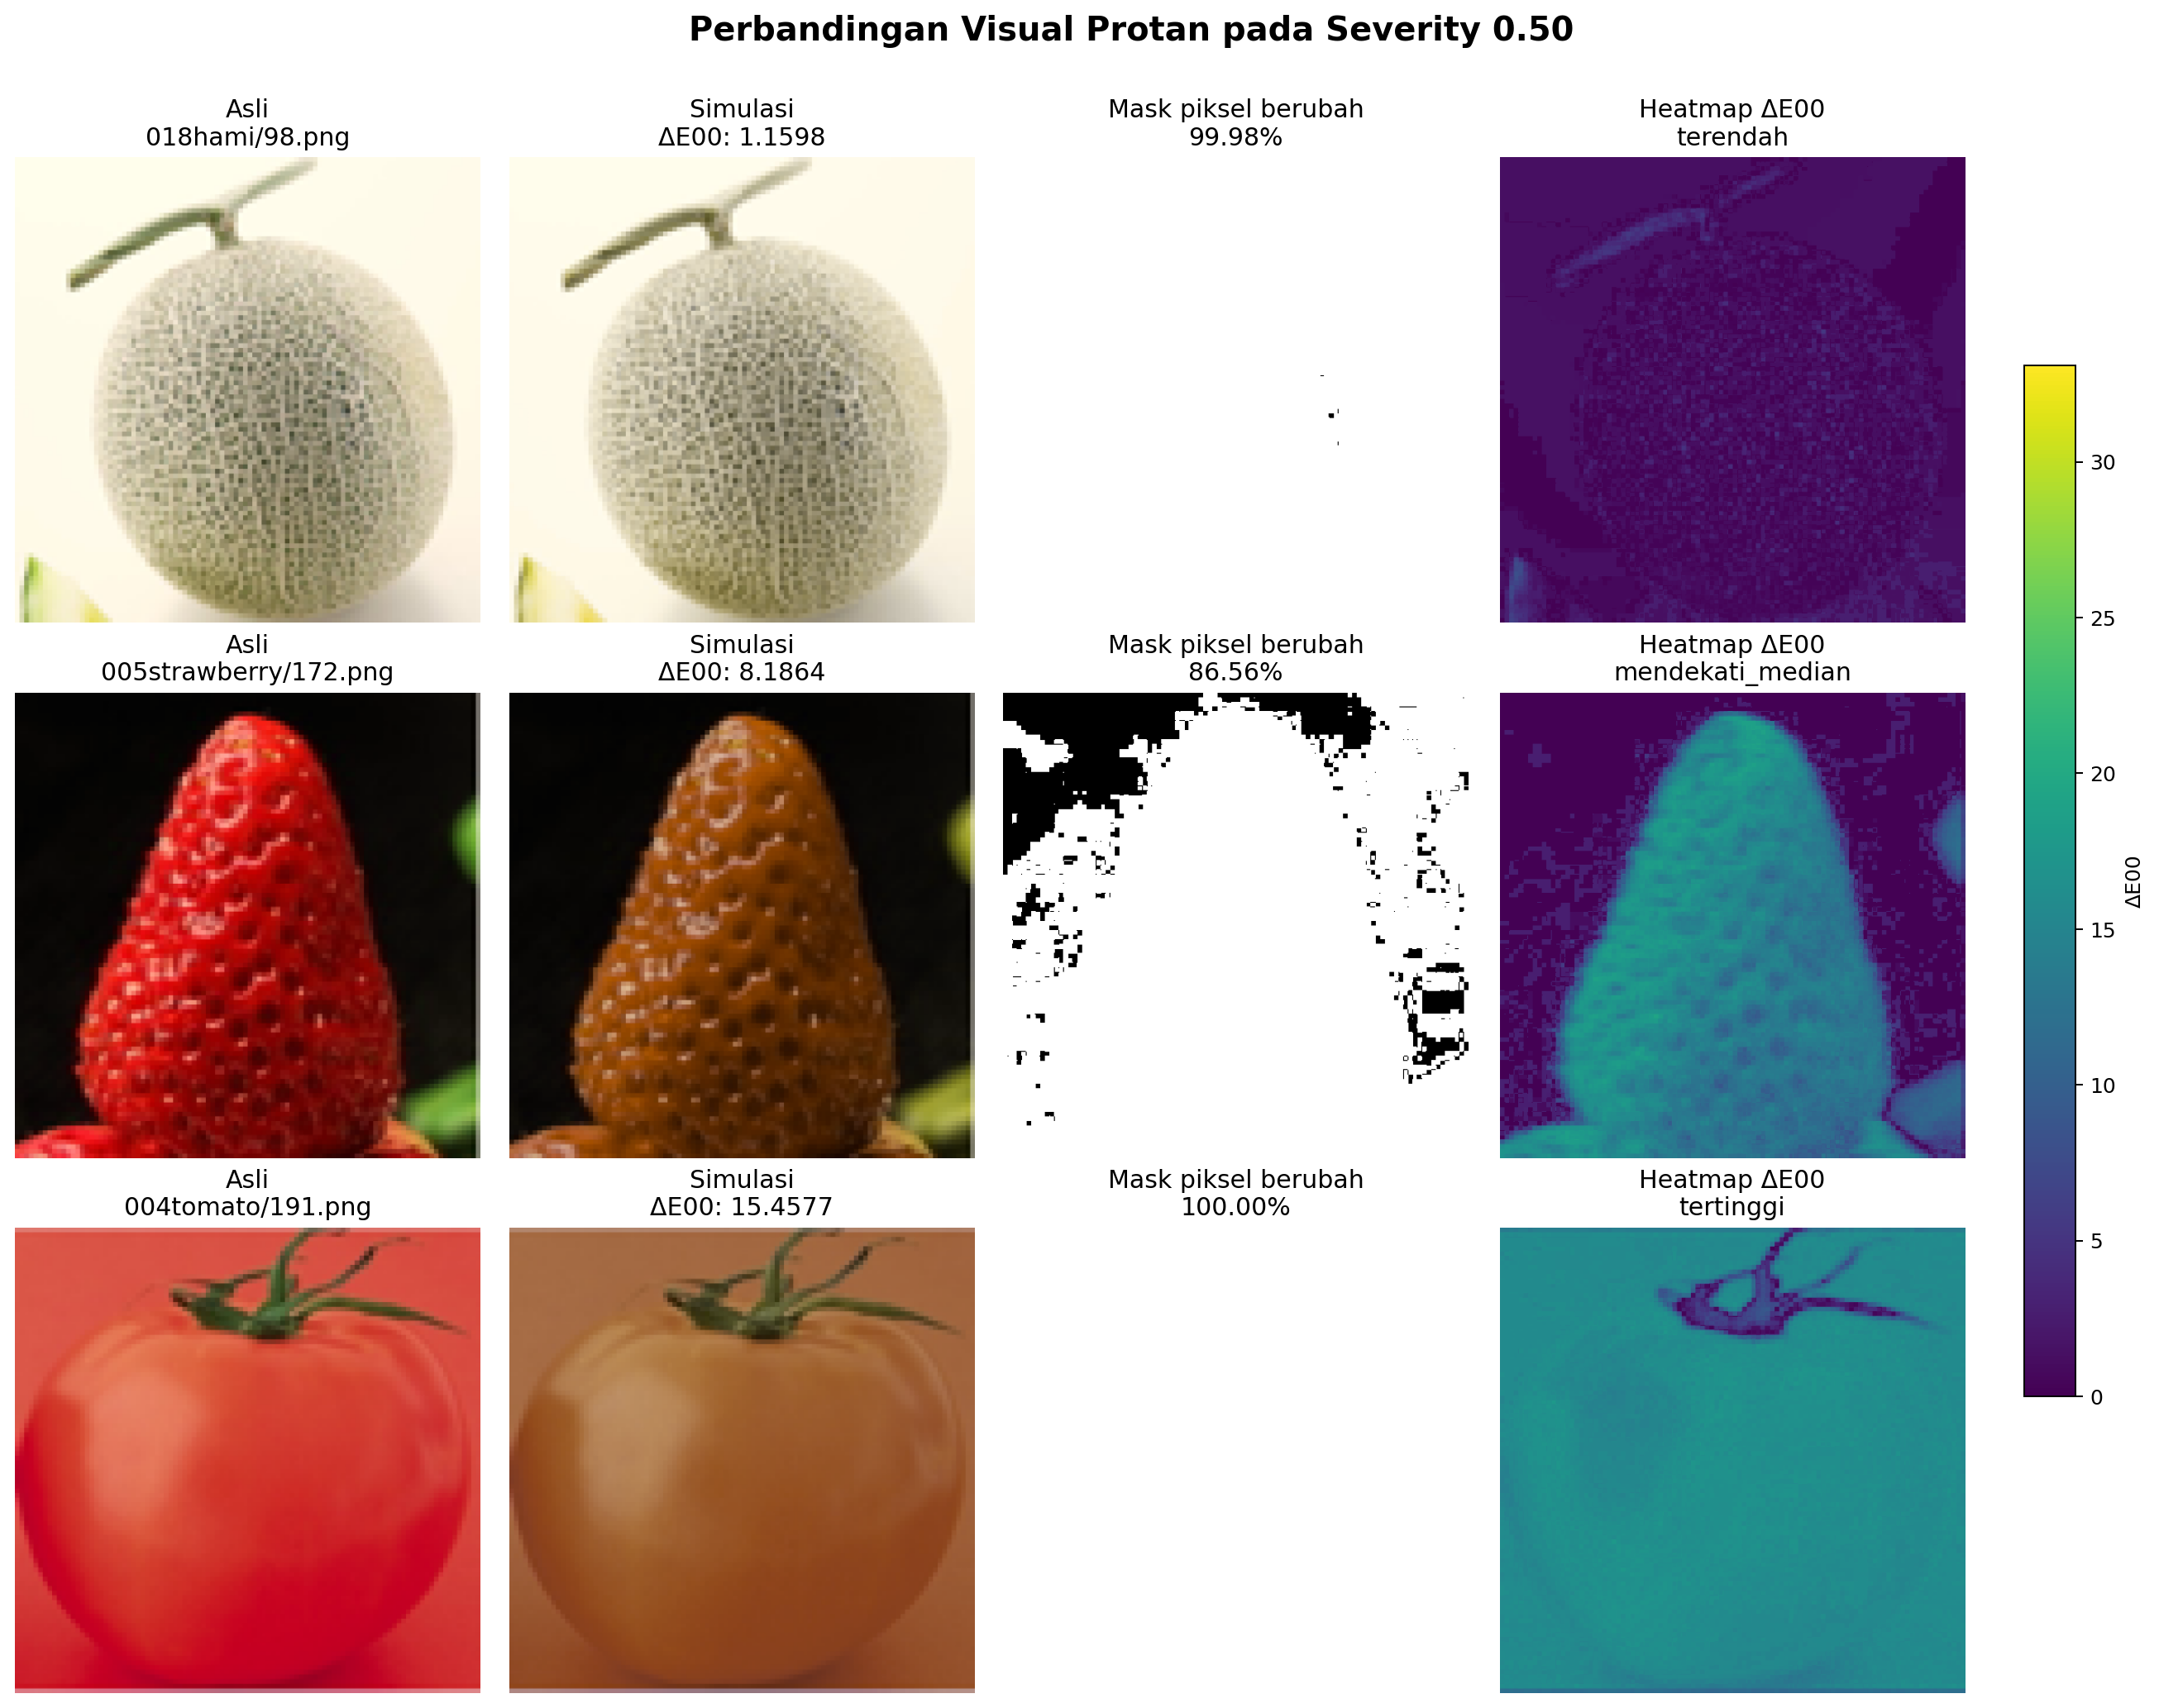 Perbandingan Visual Protan pada Severity 0.50
Asli
018hami/98.png
Simulasi
ΔE00: 1.1598
Mask piksel berubah
99.98%
Heatmap ΔE00
terendah
Asli
005strawberry/172.png
Simulasi
ΔE00: 8.1864
Mask piksel berubah
86.56%
Heatmap ΔE00
mendekati_median
Asli
004tomato/191.png
Simulasi
ΔE00: 15.4577
Mask piksel berubah
100.00%
Heatmap ΔE00
tertinggi
30
25
20
15
10
5
0
ΔE00